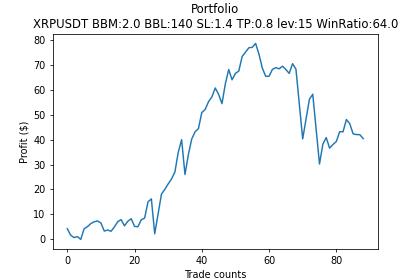 Portfolio
XRPUSDT BBM:2.0 BBL:140 SL:1.4 TP:0.8 lev:15 WinRatio:64.0
80
70
60
50
40
30
20
10
0
Profit ($)
0 20 40 60 80
Trade counts